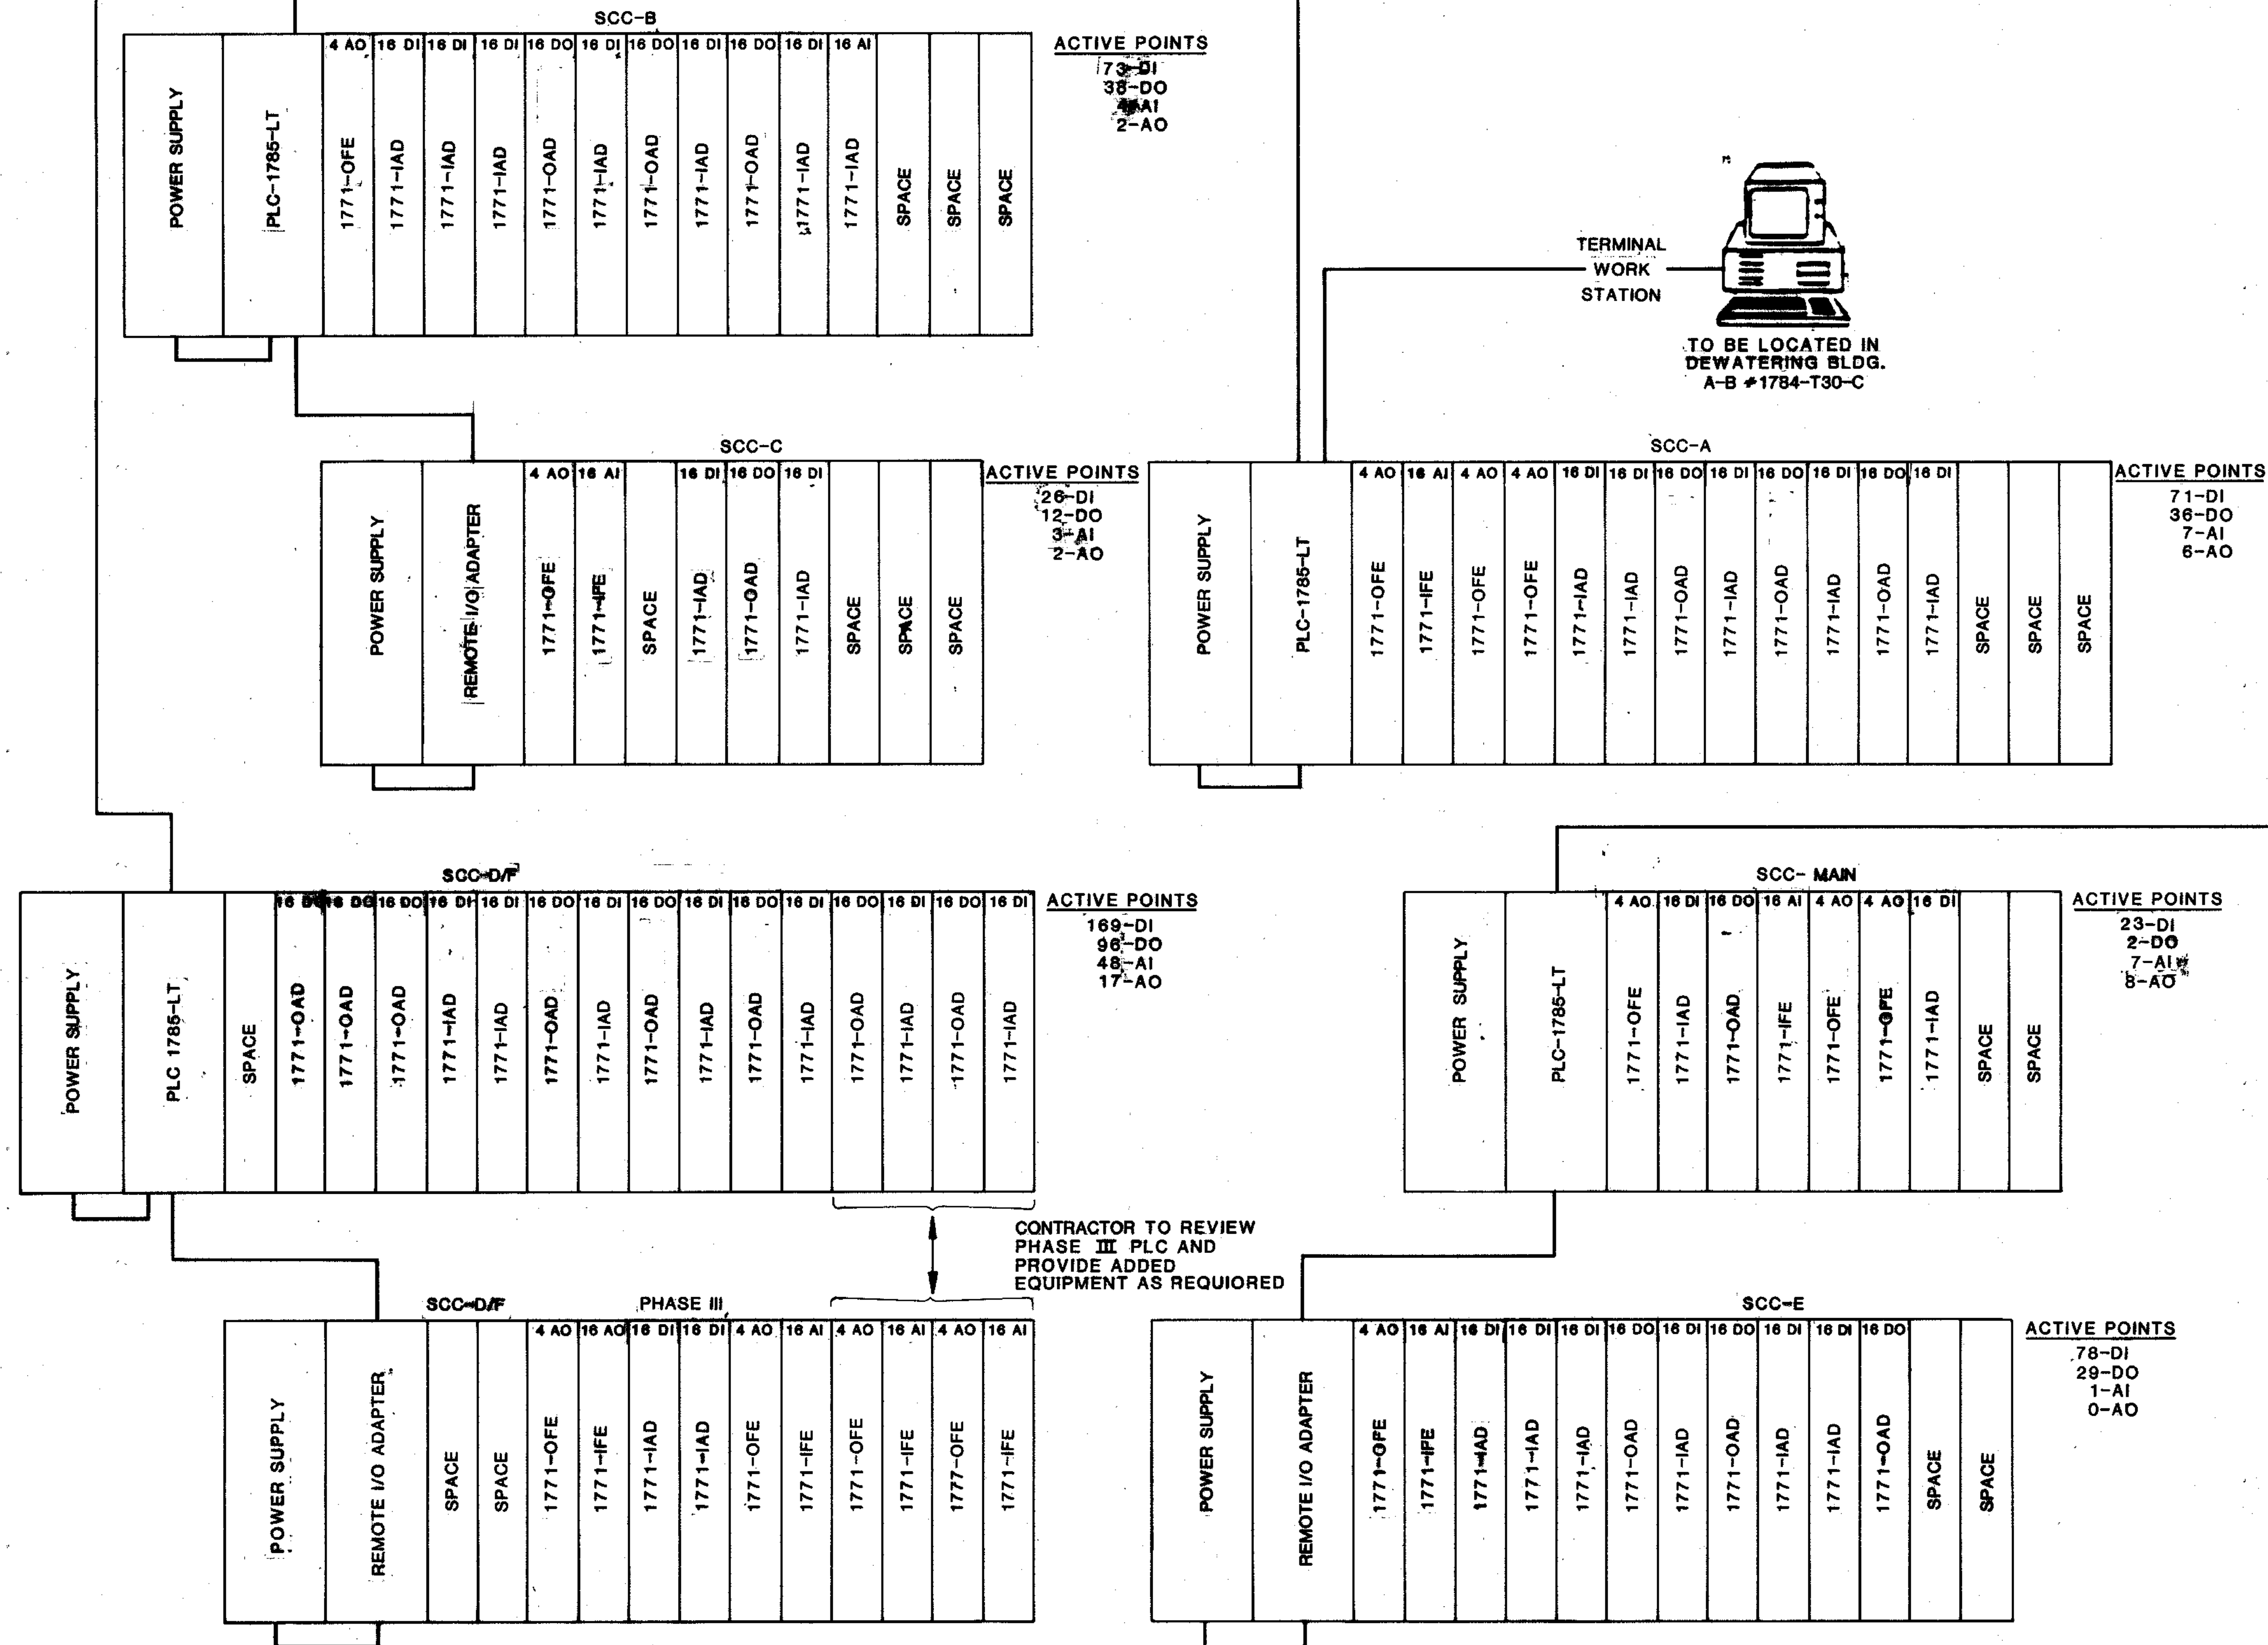 SCC-B
4 AO 16 DI 16 DI 16 DI 16 DO 16 DI 16 DO 16 DI 16 DO 16 DI 16 AI
POWER SUPPLY
PLC-1785-LT
1771-OFE
1771-IAD
1771-IAD
1771-IAD
1771-OAD
1771-IAD
1771-OAD
1771-IAD
1771-OAD
1771-IAD
1771-IAD
SPACE
SPACE
SPACE
ACTIVE POINTS
73-DI
38-DO
AI
2-AO
TERMINAL
WORK
STATION
TO BE LOCATED IN
DEWATERING BLDG.
A-B #1784-T30-C
SCC-C
4 AO 16 AI 16 DI 16 DO 16 DI
POWER SUPPLY
REMOTE I/O ADAPTER
1771-OFE
1771-IFE
SPACE
1771-IAD
1771-OAD
1771-IAD
SPACE
SPACE
SPACE
ACTIVE POINTS
26-DI
12-DO
3-AI
2-AO
SCC-A
4 AO 16 AI 4 AO 4 AO 16 DI 16 DI 16 DO 16 DI 16 DO 16 DI 16 DO 16 DI
POWER SUPPLY
PLC-1785-LT
1771-OFE
1771-IFE
1771-OFE
1771-OFE
1771-IAD
1771-IAD
1771-OAD
1771-IAD
1771-OAD
1771-IAD
1771-OAD
1771-IAD
SPACE
SPACE
SPACE
ACTIVE POINTS
71-DI
36-DO
7-AI
6-AO
SCC-D/F
16 DO 16 DO 16 DO 16 DI 16 DI 16 DO 16 DI 16 DO 16 DI 16 DO 16 DI 16 DO 16 DI 16 DO 16 DI
POWER SUPPLY
PLC 1785-LT
SPACE
1771-OAD
1771-OAD
1771-OAD
1771-IAD
1771-IAD
1771-OAD
1771-IAD
1771-OAD
1771-IAD
1771-OAD
1771-IAD
1771-OAD
1771-IAD
1771-OAD
1771-IAD
ACTIVE POINTS
169-DI
96-DO
48-AI
17-AO
SCC- MAIN
4 AO 16 DI 16 DO 16 AI 4 AO 4 AO 16 DI
POWER SUPPLY
PLC-1785-LT
1771-OFE
1771-IAD
1771-OAD
1771-IFE
1771-OFE
1771-OFE
1771-IAD
SPACE
SPACE
ACTIVE POINTS
23-DI
2-DO
7-AI
8-AO
CONTRACTOR TO REVIEW
PHASE III PLC AND
PROVIDE ADDED
EQUIPMENT AS REQUIORED
SCC-D/F PHASE III
4 AO 16 AO 16 DI 16 DI 4 AO 16 AI 4 AO 16 AI 4 AO 16 AI
POWER SUPPLY
REMOTE I/O ADAPTER
SPACE
SPACE
1771-OFE
1771-IFE
1771-IAD
1771-IAD
1771-OFE
1771-IFE
1771-OFE
1771-IFE
1777-OFE
1771-IFE
SCC-E
4 AO 16 AI 16 DI 16 DI 16 DI 16 DO 16 DI 16 DO 16 DI 16 DI 16 DO
POWER SUPPLY
REMOTE I/O ADAPTER
1771-OFE
1771-IFE
1771-IAD
1771-IAD
1771-IAD
1771-OAD
1771-IAD
1771-OAD
1771-IAD
1771-IAD
1771-OAD
SPACE
SPACE
ACTIVE POINTS
78-DI
29-DO
1-AI
0-AO